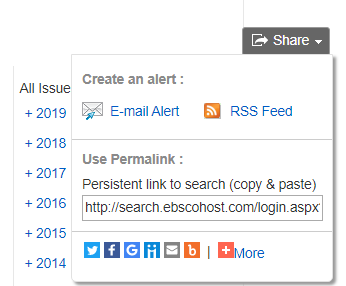 Share
Create an alert :
All Issue
E-mail Alert RSS Feed
+ 2019
+ 2018
Use Permalink :
+ 2017
Persistent link to search (copy & paste)
+ 2016
http://search.ebscohost.com/login.aspx
+ 2015
+ 2014
| More